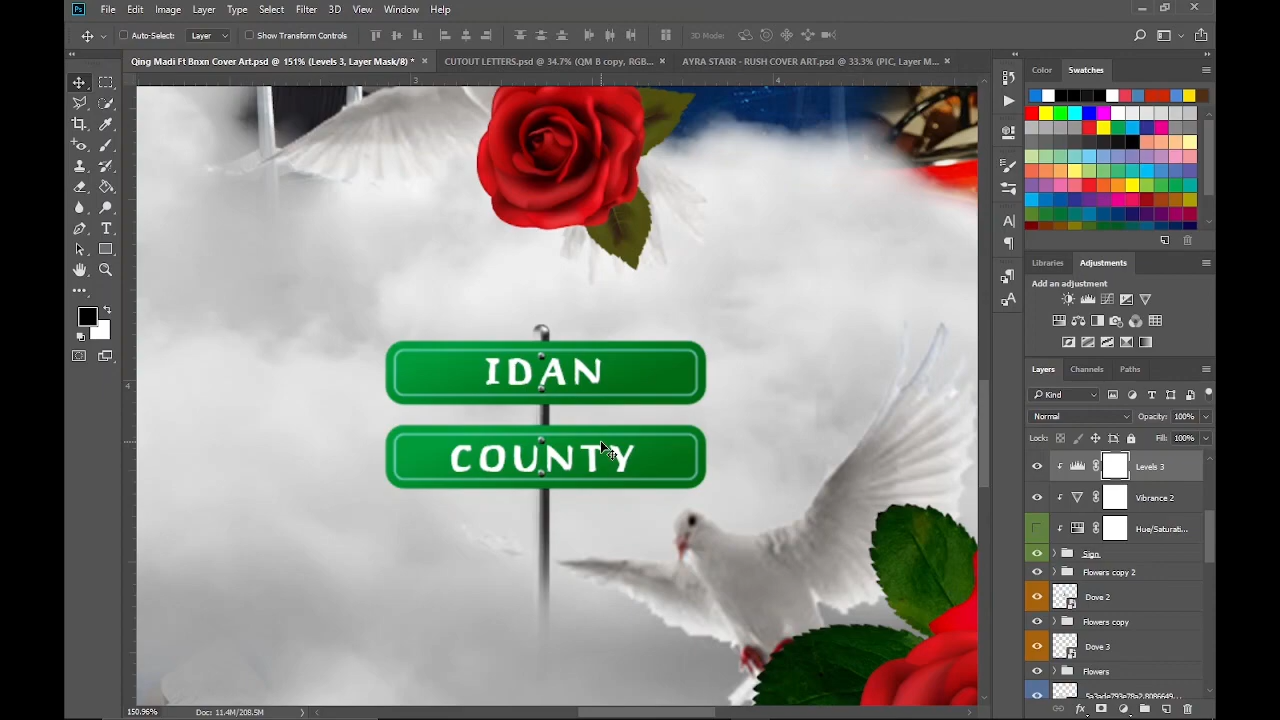 Ps File Edit Image Layer Type Select Filter 3D View Window Help
Auto-Select: Layer Show Transform Controls 3D Mode:
Qing Madi Ft Bnxn Cover Art.psd @ 151% (Levels 3, Layer Mask/8) * CUTOUT LETTERS.psd @ 34.7% (QM B copy, RGB... AYRA STARR - RUSH COVER ART.psd @ 33.3% (PIC, Layer M...
3 4
4
IDAN
COUNTY
Color Swatches
Libraries Adjustments
Add an adjustment
Layers Channels Paths
Kind
Normal Opacity: 100%
Lock: Fill: 100%
Levels 3
Vibrance 2
Hue/Saturati...
Sign
Flowers copy 2
Dove 2
Flowers copy
Dove 3
Flowers
150.96% Doc: 11.4M/208.5M